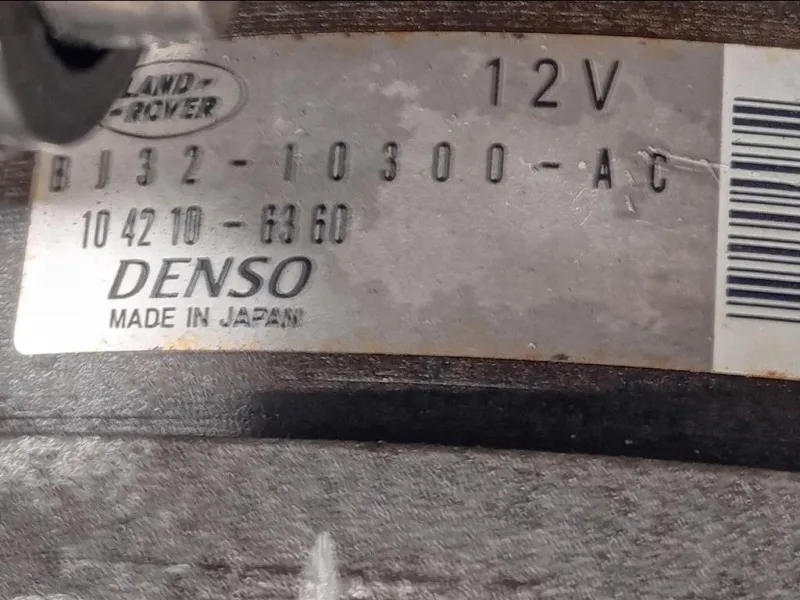 LAND-
-ROVER
12V
BJ32-10300-AC
104210-6360
DENSO
MADE IN JAPAN